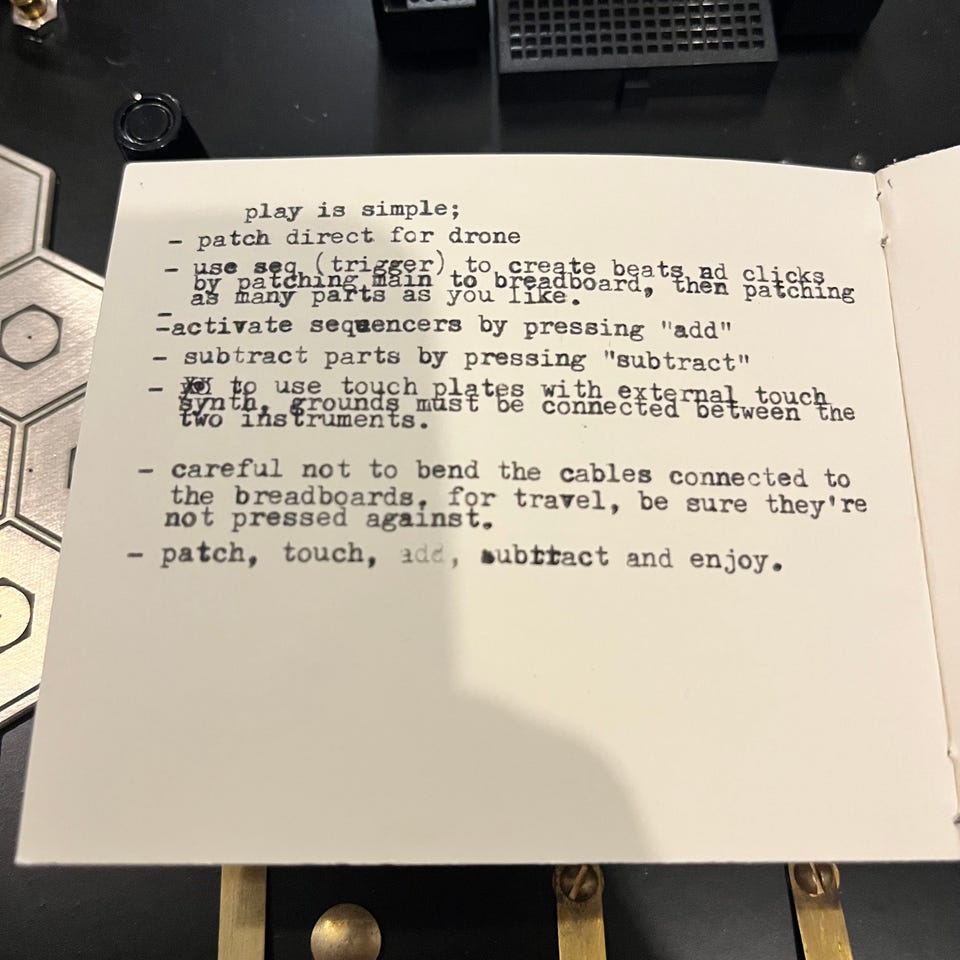 play is simple;
- patch direct for drone
- use seq (trigger) to create beats nd clicks
by patching main to breadboard, then patching
as many parts as you like.
-activate sequencers by pressing "add"
- subtract parts by pressing "subtract"
- to use touch plates with external touch
synth, grounds must be connected between the
two instruments.
- careful not to bend the cables connected to
the breadboards, for travel, be sure they're
not pressed against.
- patch, touch, add, subttact and enjoy.